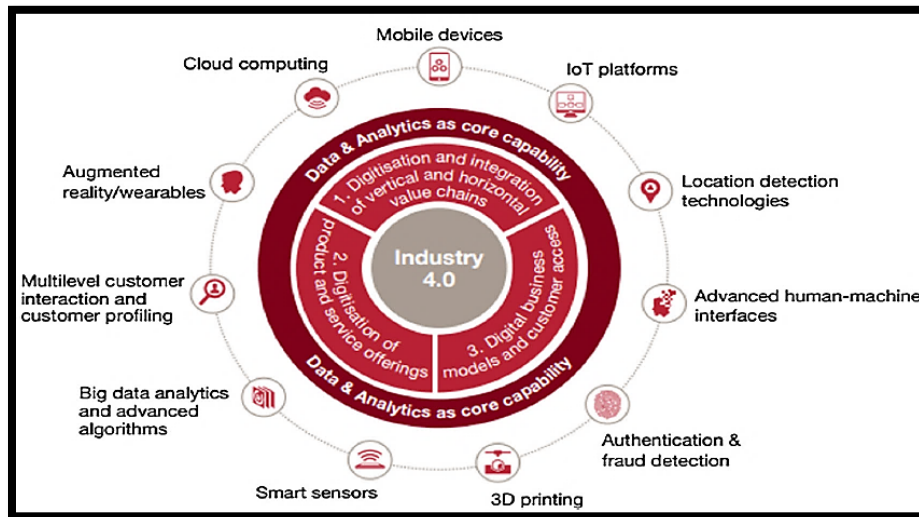 Mobile devices
Cloud computing
IoT platforms
Augmented
reality/wearables
Location detection
technologies
Multilevel customer
interaction and
customer profiling
Advanced human-machine
interfaces
Big data analytics
and advanced
algorithms
Authentication &
fraud detection
Smart sensors
3D printing
Data & Analytics as core capability
1. Digitisation and integration
of vertical and horizontal
value chains
2. Digitisation of
product and service offerings
3. Digital business
models and customer access
Industry
4.0
Data & Analytics as core capability